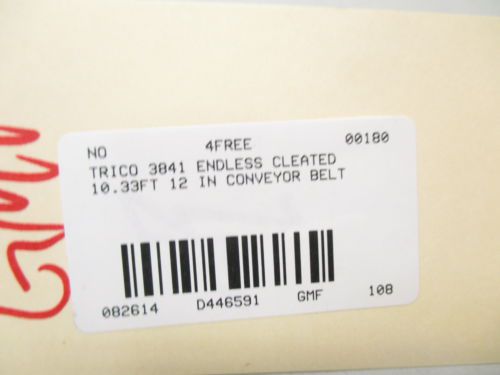 NO 4FREE 00180
TRICO 3841 ENDLESS CLEATED
10.33FT 12 IN CONVEYOR BELT
082614 D446591 GMF 108